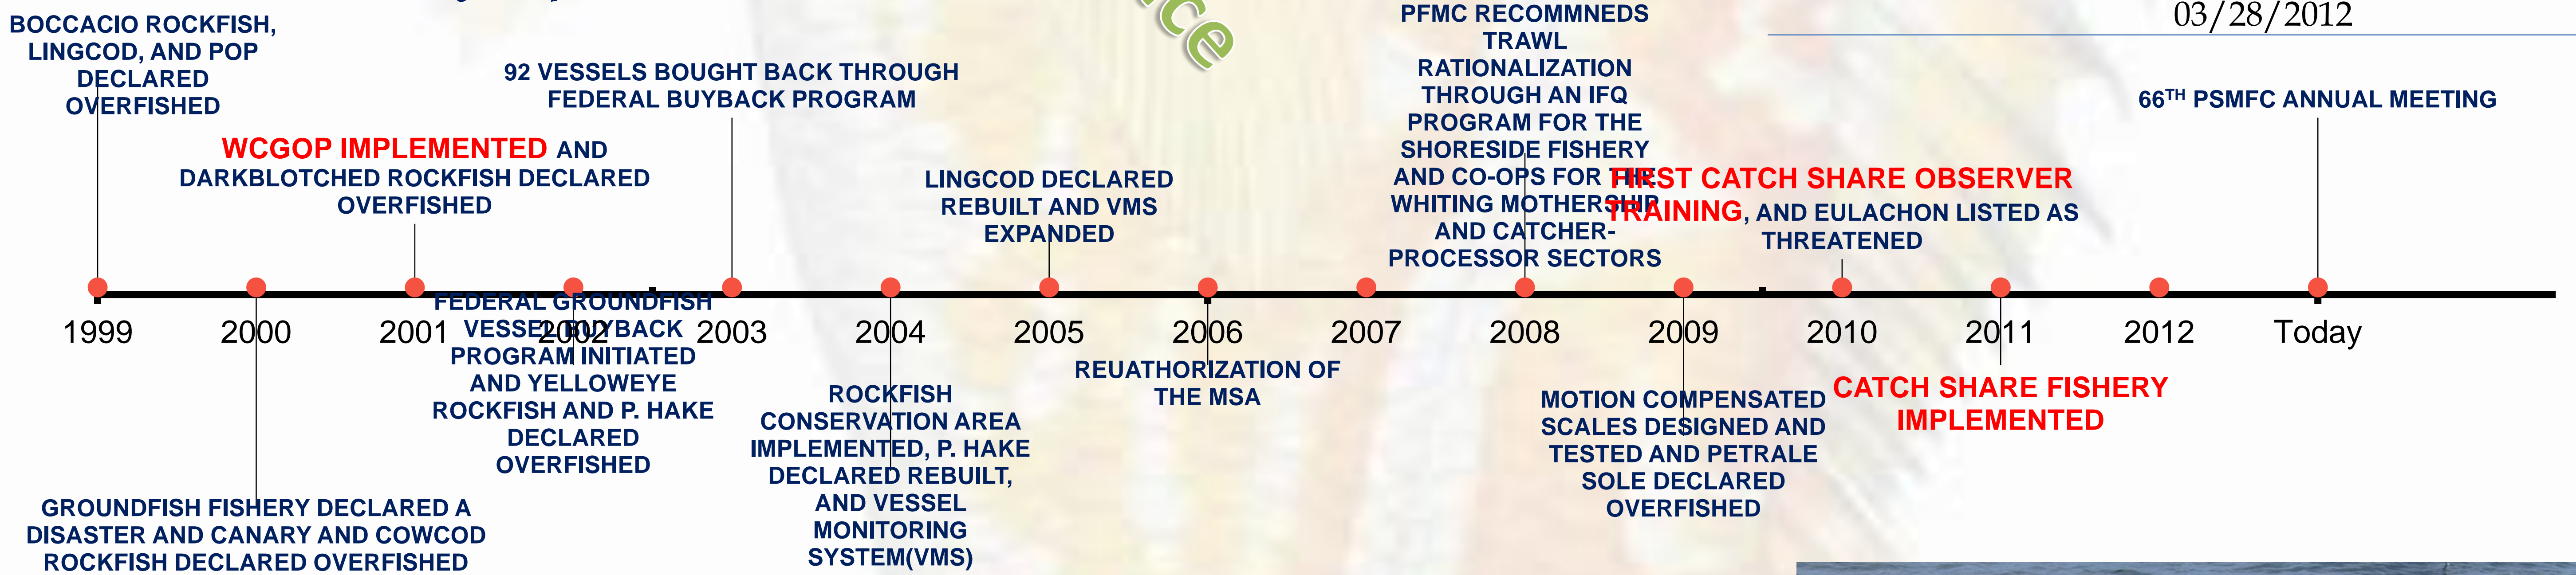 03/28/2012
BOCCACIO ROCKFISH,
LINGCOD, AND POP
DECLARED
OVERFISHED
WCGOP IMPLEMENTED AND
DARKBLOTCHED ROCKFISH DECLARED
OVERFISHED
92 VESSELS BOUGHT BACK THROUGH
FEDERAL BUYBACK PROGRAM
LINGCOD DECLARED
REBUILT AND VMS
EXPANDED
PFMC RECOMMNEDS
TRAWL
RATIONALIZATION
THROUGH AN IFQ
PROGRAM FOR THE
SHORESIDE FISHERY
AND CO-OPS FOR THE
WHITING MOTHERSHIP
AND CATCHER-
PROCESSOR SECTORS
FIRST CATCH SHARE OBSERVER
TRAINING, AND EULACHON LISTED AS
THREATENED
66TH PSMFC ANNUAL MEETING
1999 2000 2001 2002 2003 2004 2005 2006 2007 2008 2009 2010 2011 2012 Today
GROUNDFISH FISHERY DECLARED A
DISASTER AND CANARY AND COWCOD
ROCKFISH DECLARED OVERFISHED
FEDERAL GROUNDFISH
VESSEL BUYBACK
PROGRAM INITIATED
AND YELLOWEYE
ROCKFISH AND P. HAKE
DECLARED
OVERFISHED
ROCKFISH
CONSERVATION AREA
IMPLEMENTED, P. HAKE
DECLARED REBUILT,
AND VESSEL
MONITORING
SYSTEM(VMS)
REUATHORIZATION OF
THE MSA
MOTION COMPENSATED
SCALES DESIGNED AND
TESTED AND PETRALE
SOLE DECLARED
OVERFISHED
CATCH SHARE FISHERY
IMPLEMENTED